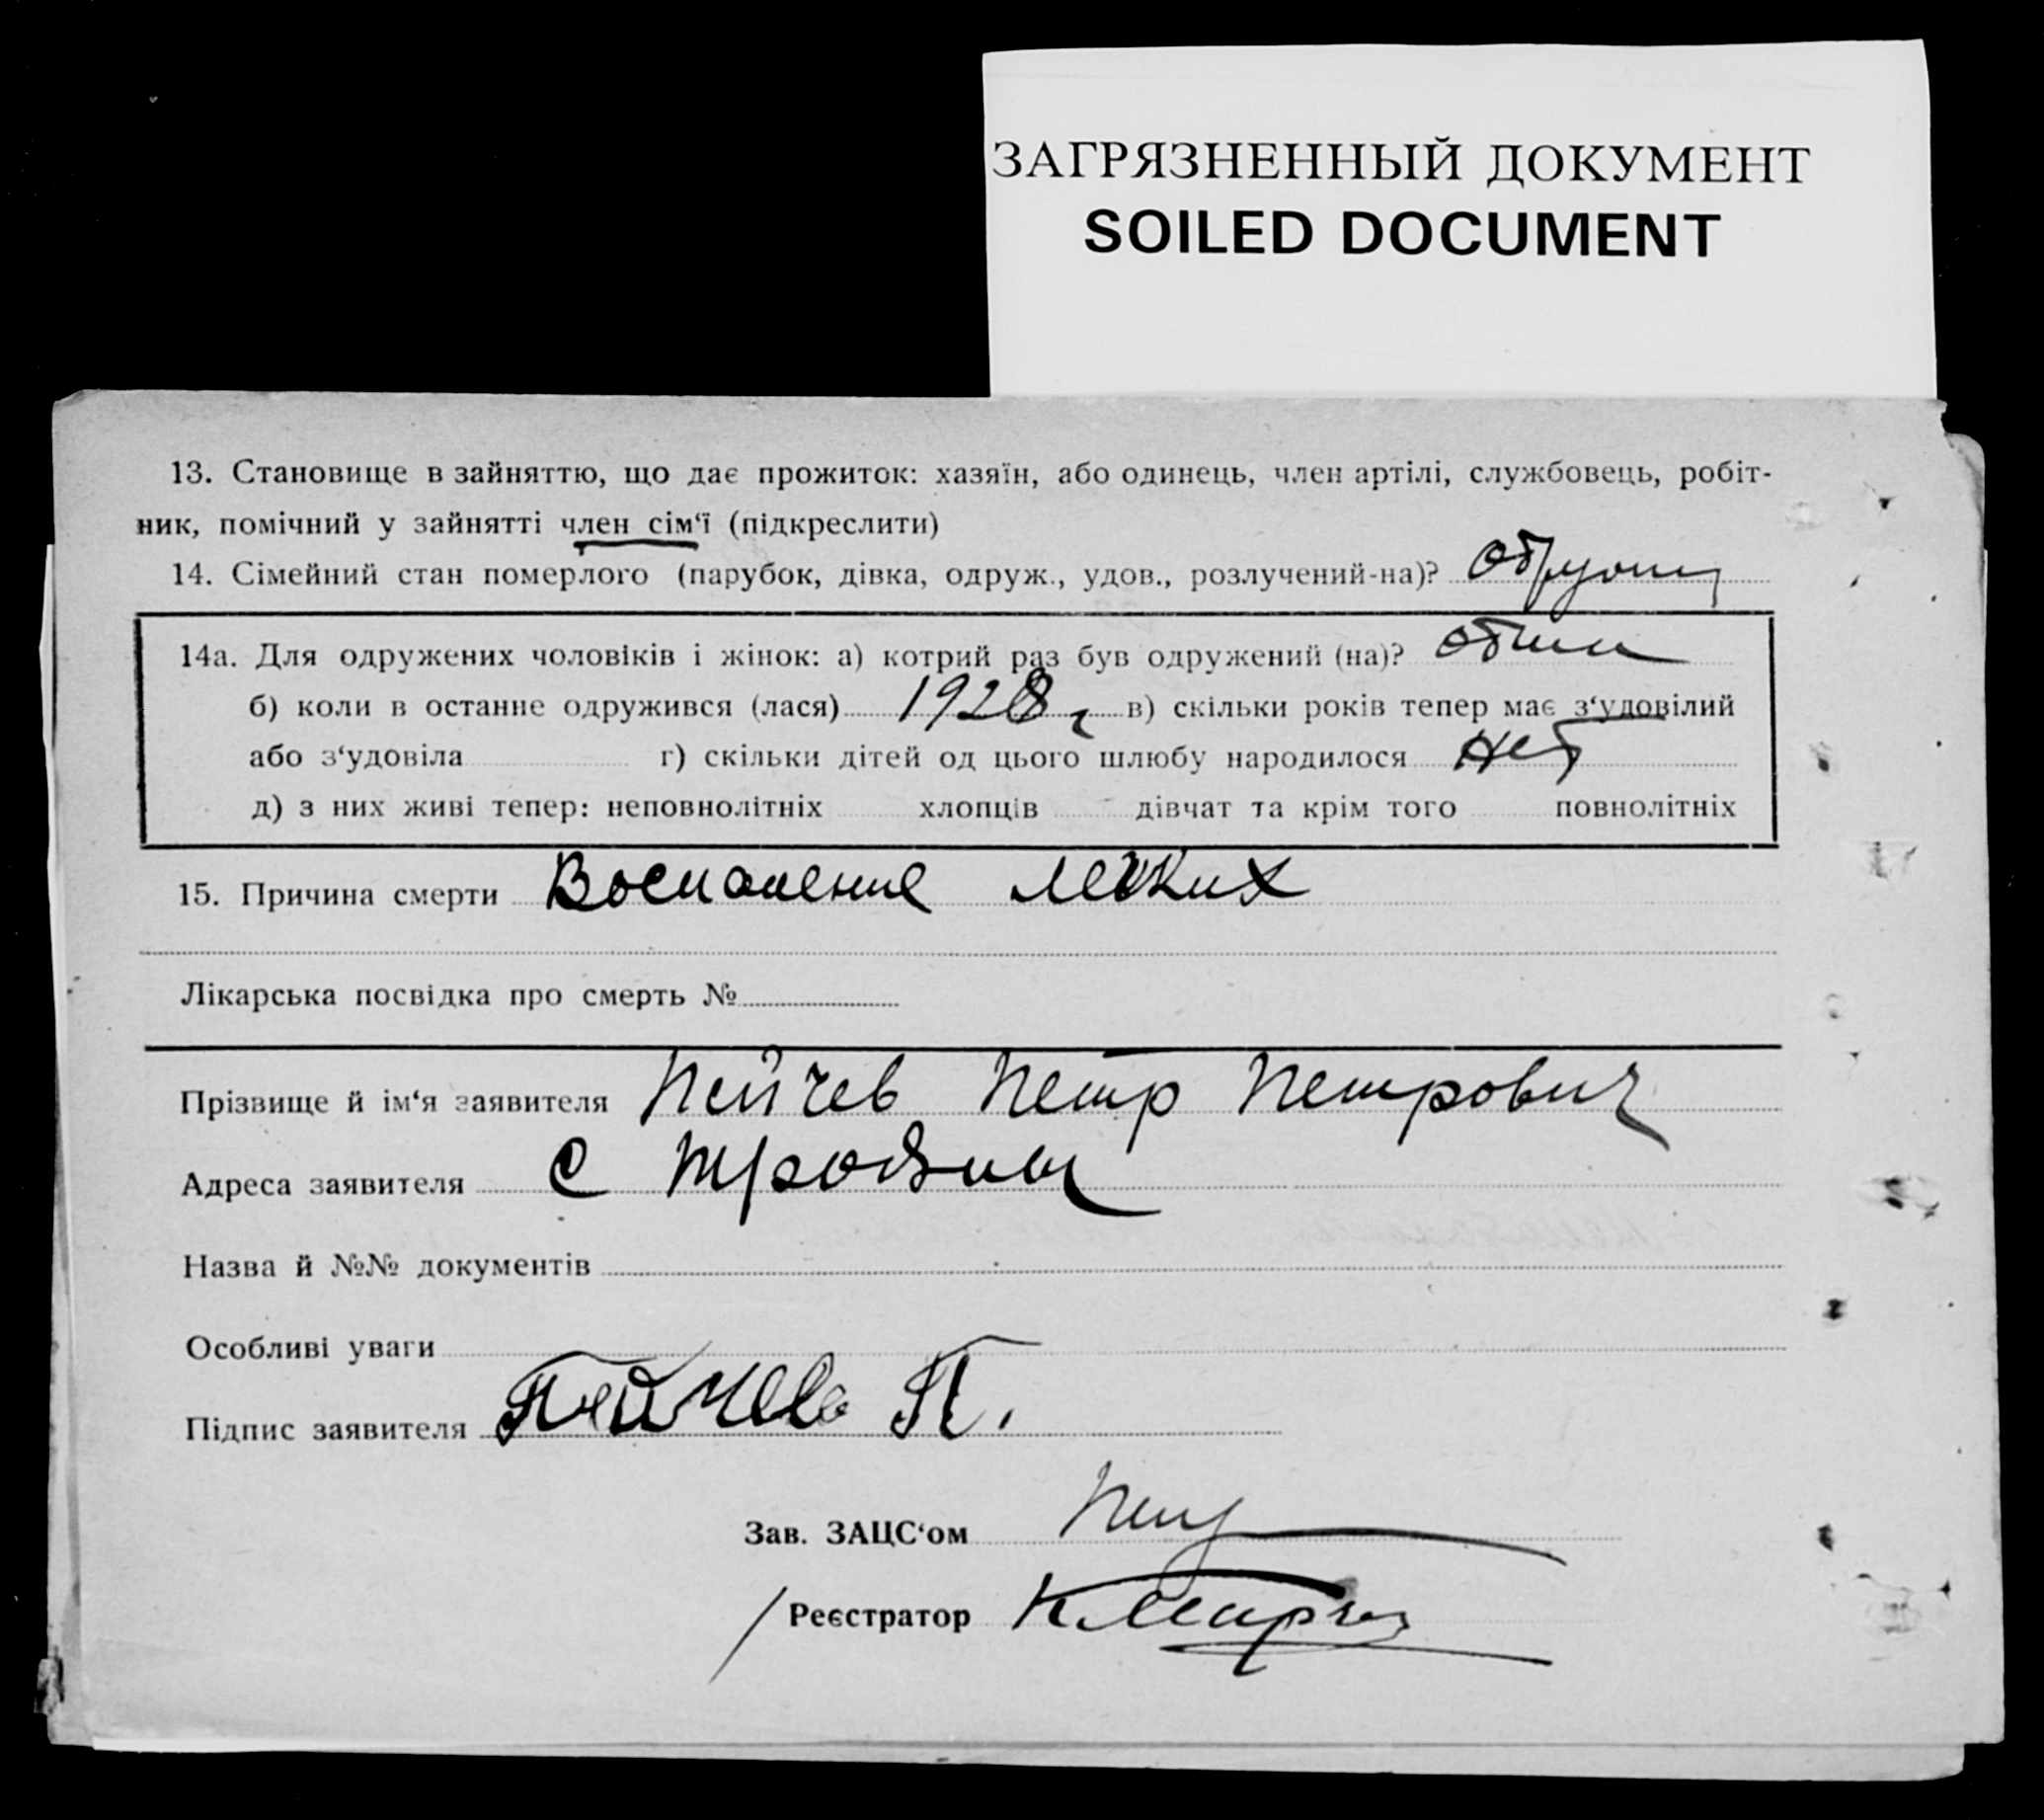 ЗАГРЯЗНЕННЫЙ ДОКУМЕНТ
SOILED DOCUMENT
13. Становище в зайняттю, що дає прожиток: хазяїн, або одинець, член артілі, службовець, робіт-
ник, помічний у зайнятті член сім‘ї (підкреслити)
14. Сімейний стан померлого (парубок, дівка, одруж., удов., розлучений-на)?
14а. Для одружених чоловіків і жінок: а) котрий раз був одружений (на)?
б) коли в останне одружився (лася) 1928 г в) скільки років тепер має з‘удовілий
або з‘удовіла г) скільки дітей од цього шлюбу народилося нет
д) з них живі тепер: неповнолітніх хлопців дівчат та крім того повнолітніх
15. Причина смерти Воспаление легких
Лікарська посвідка про смерть №
Прізвище й ім‘я заявителя Пейчев Петр Петрович
Адреса заявителя с Трояны
Назва й №№ документів
Особливі уваги
Підпис заявителя Пейчев П.
Зав. ЗАЦС‘ом
Реєстратор